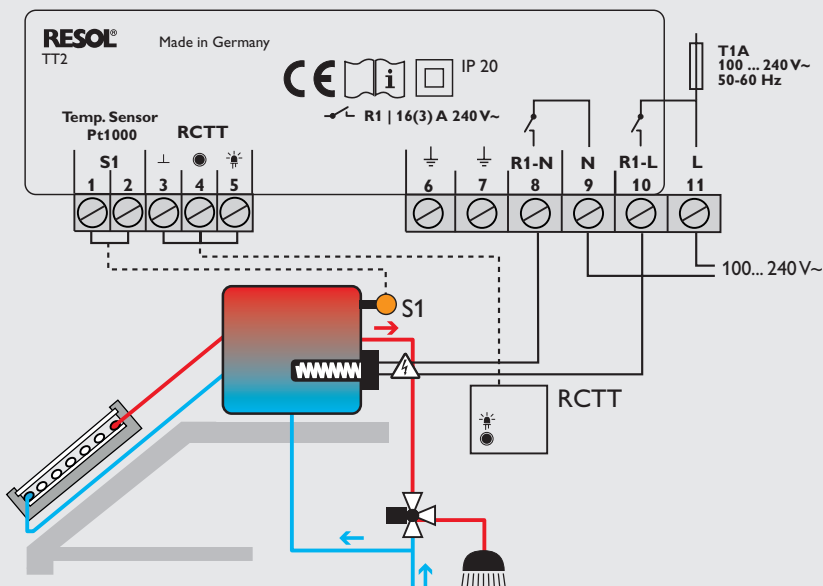 RESOL®
TT2
Made in Germany
CE
i
IP 20
R1 | 16(3) A 240 V~
T1A
100 ... 240 V~
50-60 Hz
Temp. Sensor
Pt1000
RCTT
S1
R1-N N R1-L L
1 2 3 4 5 6 7 8 9 10 11
100... 240 V~
S1
RCTT